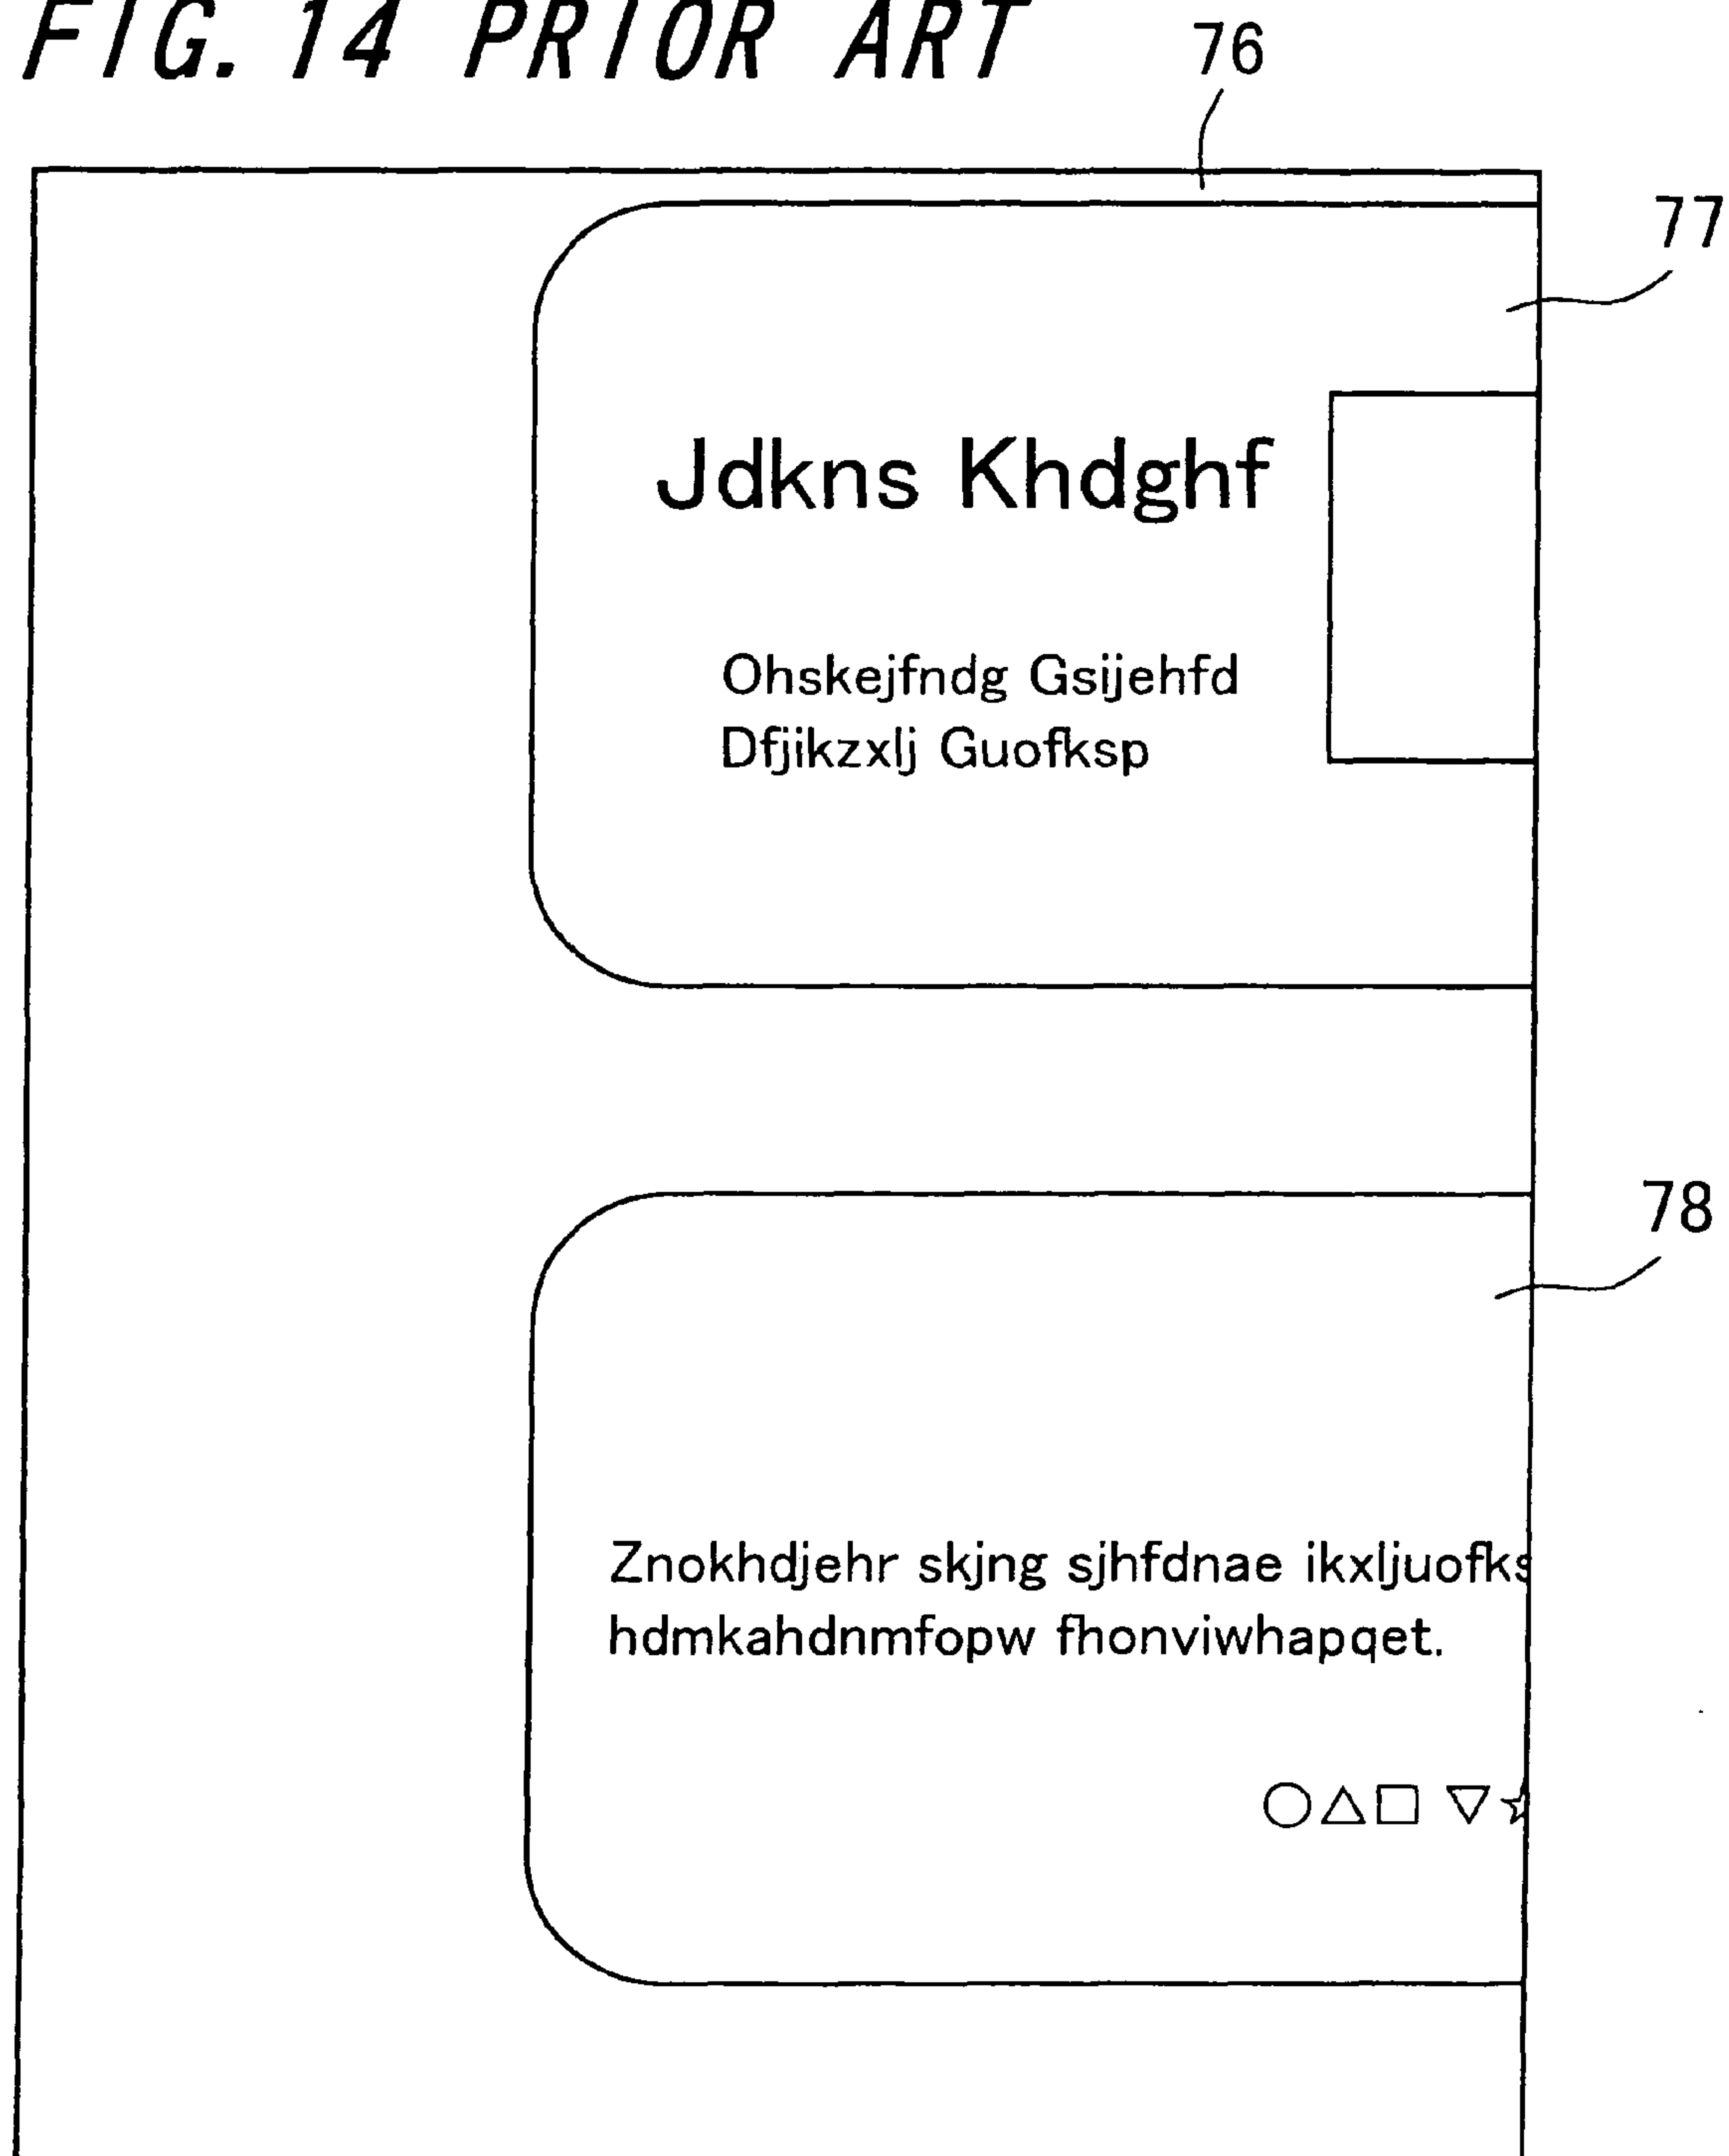 FIG. 14 PRIOR ART
76
77
Jdkns Khdghf
Ohskejfndg Gsijehfd
Dfjikzxlj Guofksp
78
Znokhdjehr skjng sjhfdnae ikxljuofks
hdmkahdnmfopw fhonviwhapqet.
○△□ ▽☆